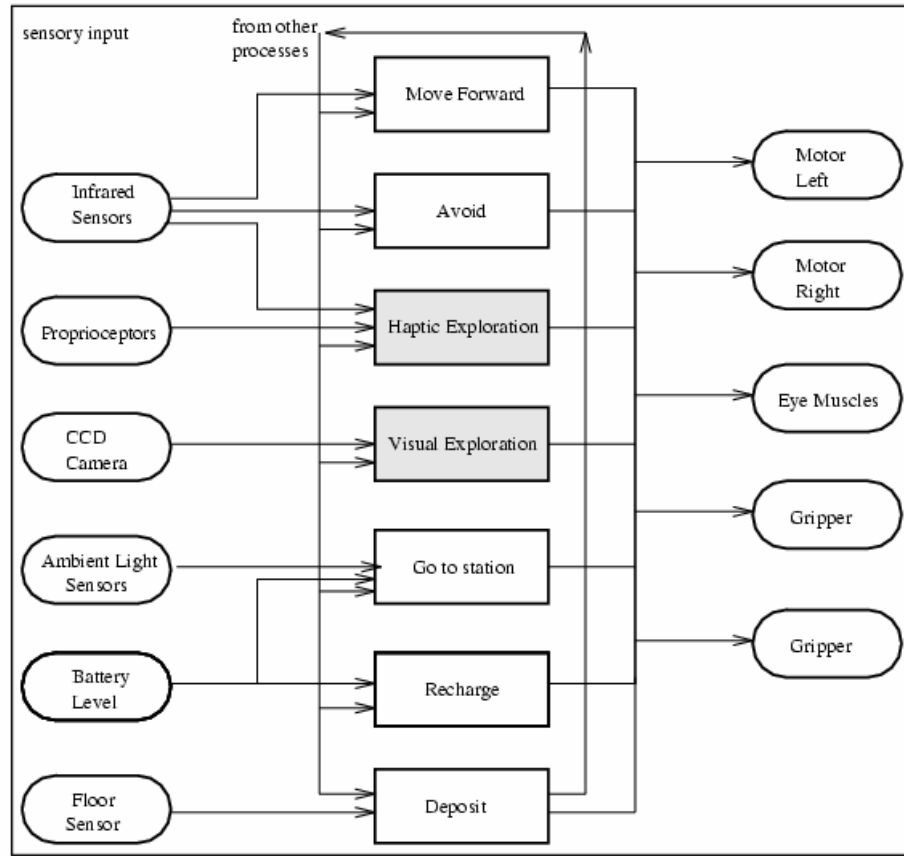 sensory input
from other
processes
Move Forward
Motor
Left
Infrared
Sensors
Avoid
Motor
Right
Proprioceptors
Haptic Exploration
Eye Muscles
CCD
Camera
Visual Exploration
Gripper
Ambient Light
Sensors
Go to station
Gripper
Battery
Level
Recharge
Floor
Sensor
Deposit